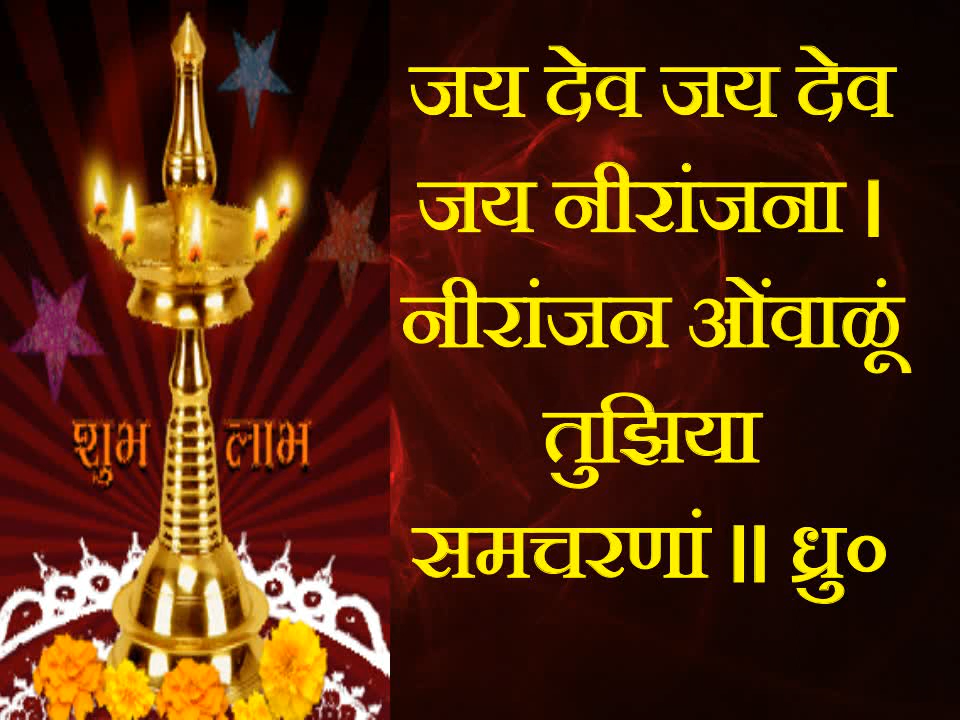 जय देव जय देव
जय नीरांजना ।
नीरांजन ओंवाळूं
तुझिया
समचरणां ॥ ध्रु०
शुभ लाभ